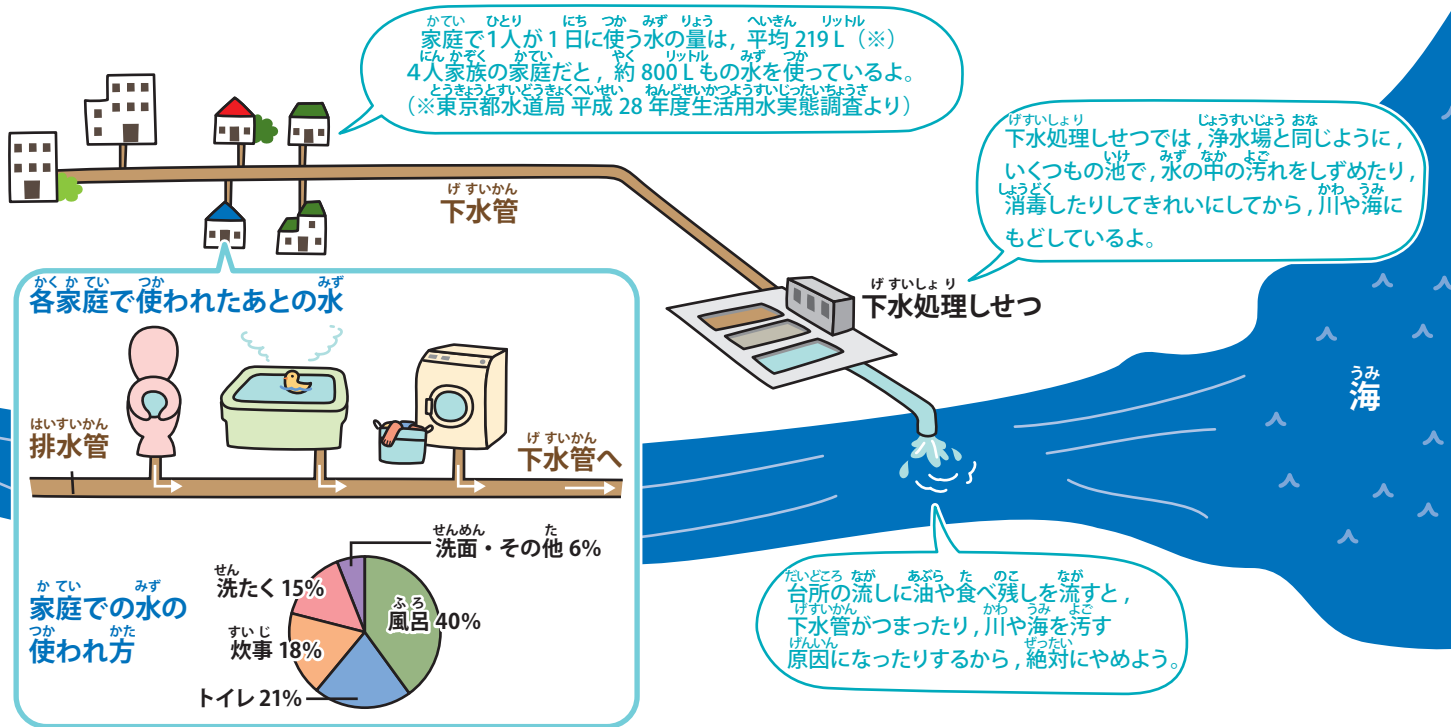 家庭で1人が1日に使う水の量は，平均 219 L（※）
4人家族の家庭だと，約 800 L もの水を使っているよ。
（※東京都水道局 平成 28 年度生活用水実態調査より）
下水処理しせつでは，浄水場と同じように，
いくつもの池で，水の中の汚れをしずめたり，
消毒したりしてきれいにしてから，川や海に
もどしているよ。
下水管
下水処理しせつ
海
各家庭で使われたあとの水
排水管
下水管へ
家庭での水の
使われ方
洗面・その他 6%
洗たく 15%
風呂 40%
炊事 18%
トイレ 21%
台所の流しに油や食べ残しを流すと，
下水管がつまったり，川や海を汚す
原因になったりするから，絶対にやめよう。